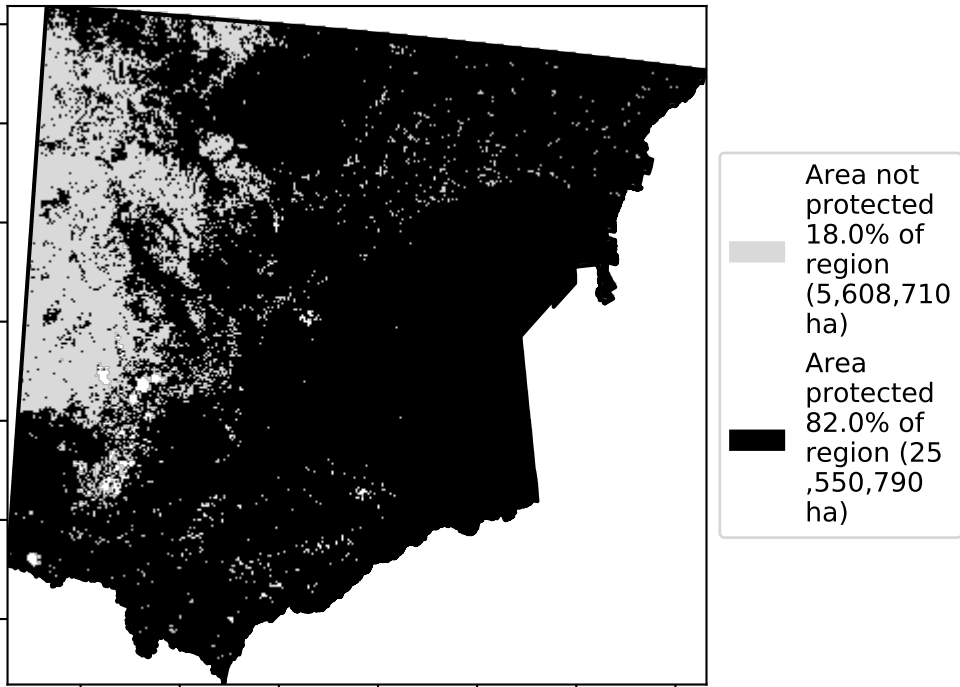 Area not
protected
18.0% of
region
(5,608,710
ha)
Area
protected
82.0% of
region (25
,550,790
ha)